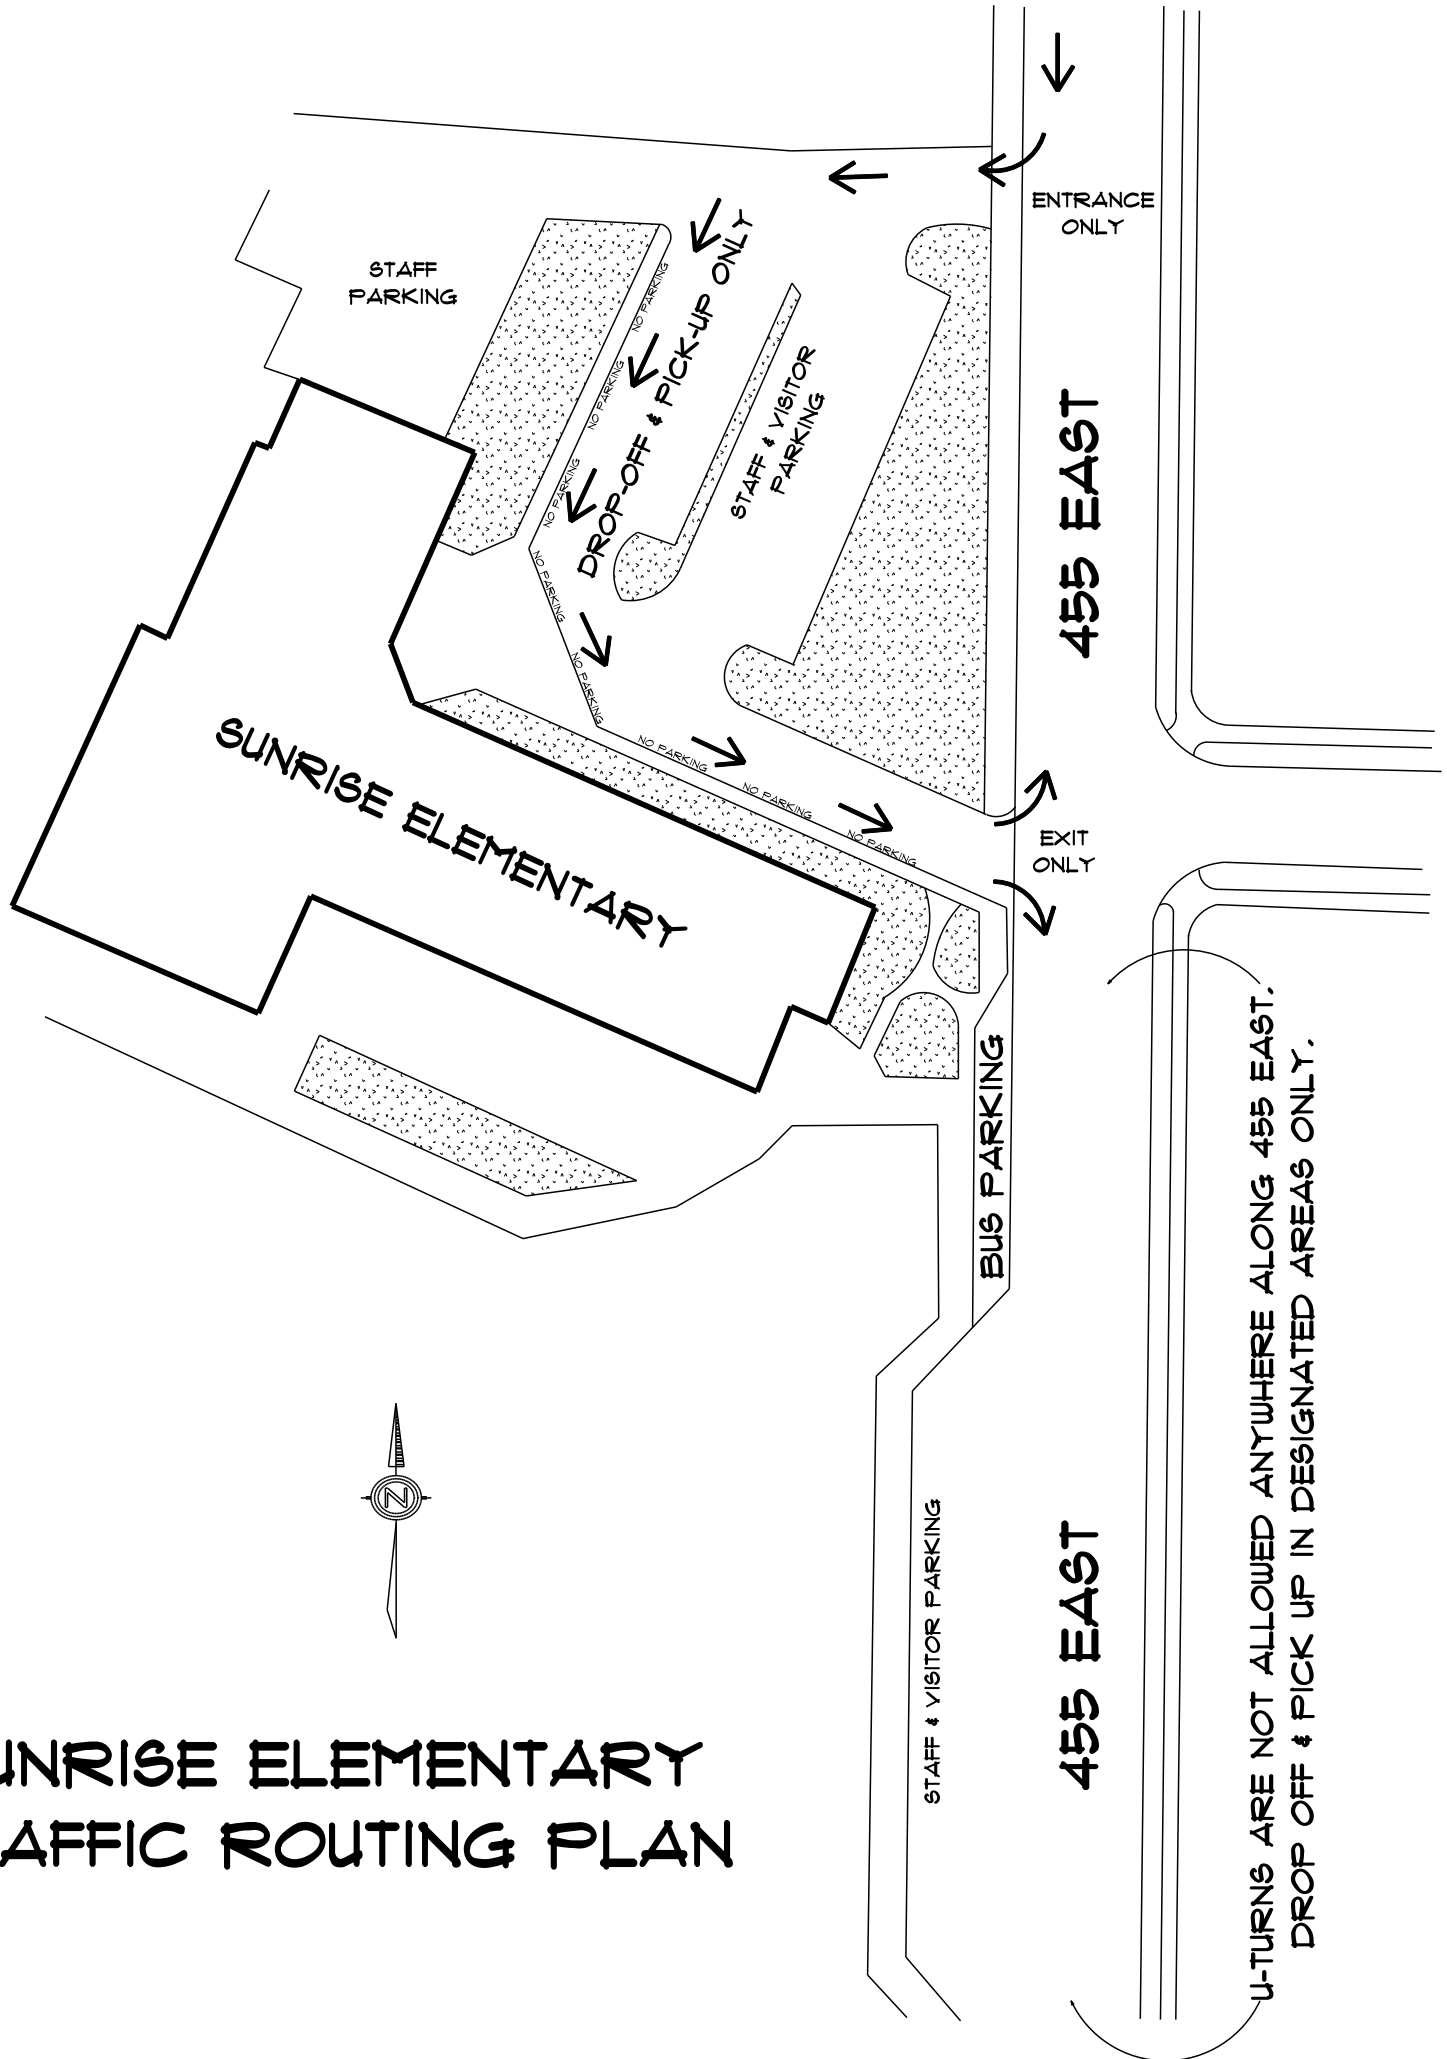 ENTRANCE
ONLY
STAFF
PARKING
NO PARKING
NO PARKING
NO PARKING
NO PARKING
NO PARKING
NO PARKING
NO PARKING
NO PARKING
DROP-OFF & PICK-UP ONLY
STAFF & VISITOR
PARKING
455 EAST
SUNRISE ELEMENTARY
EXIT
ONLY
BUS PARKING
U-TURNS ARE NOT ALLOWED ANYWHERE ALONG 455 EAST.
DROP OFF & PICK UP IN DESIGNATED AREAS ONLY.
N
STAFF & VISITOR PARKING
455 EAST
UNRISE ELEMENTARY
AFFIC ROUTING PLAN